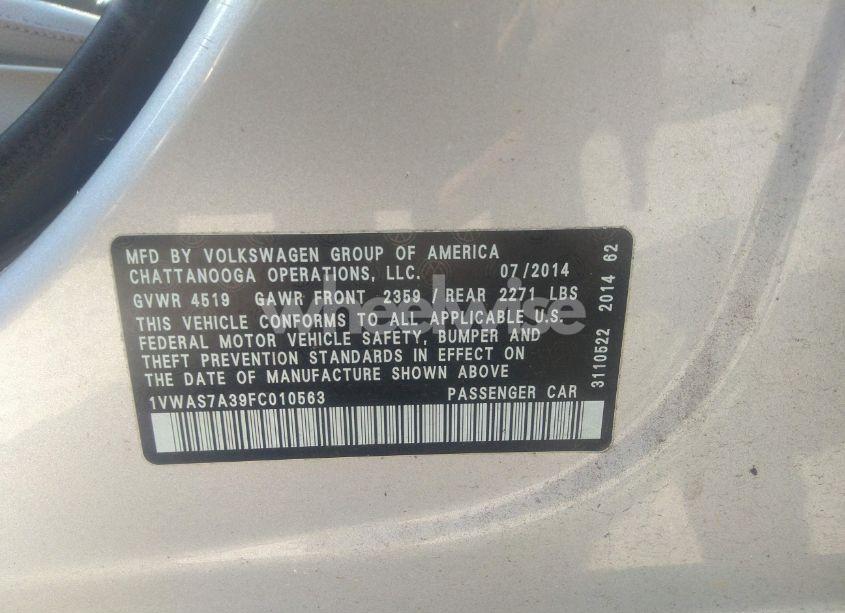 MFD BY VOLKSWAGEN GROUP OF AMERICA
CHATTANOOGA OPERATIONS, LLC. 07/2014
GVWR 4519 GAWR FRONT 2359 / REAR 2271 LBS
THIS VEHICLE CONFORMS TO ALL APPLICABLE U.S.
FEDERAL MOTOR VEHICLE SAFETY, BUMPER AND
THEFT PREVENTION STANDARDS IN EFFECT ON
THE DATE OF MANUFACTURE SHOWN ABOVE
1VWAS7A39FC010563 PASSENGER CAR
3110522 2014 62
wheelwise